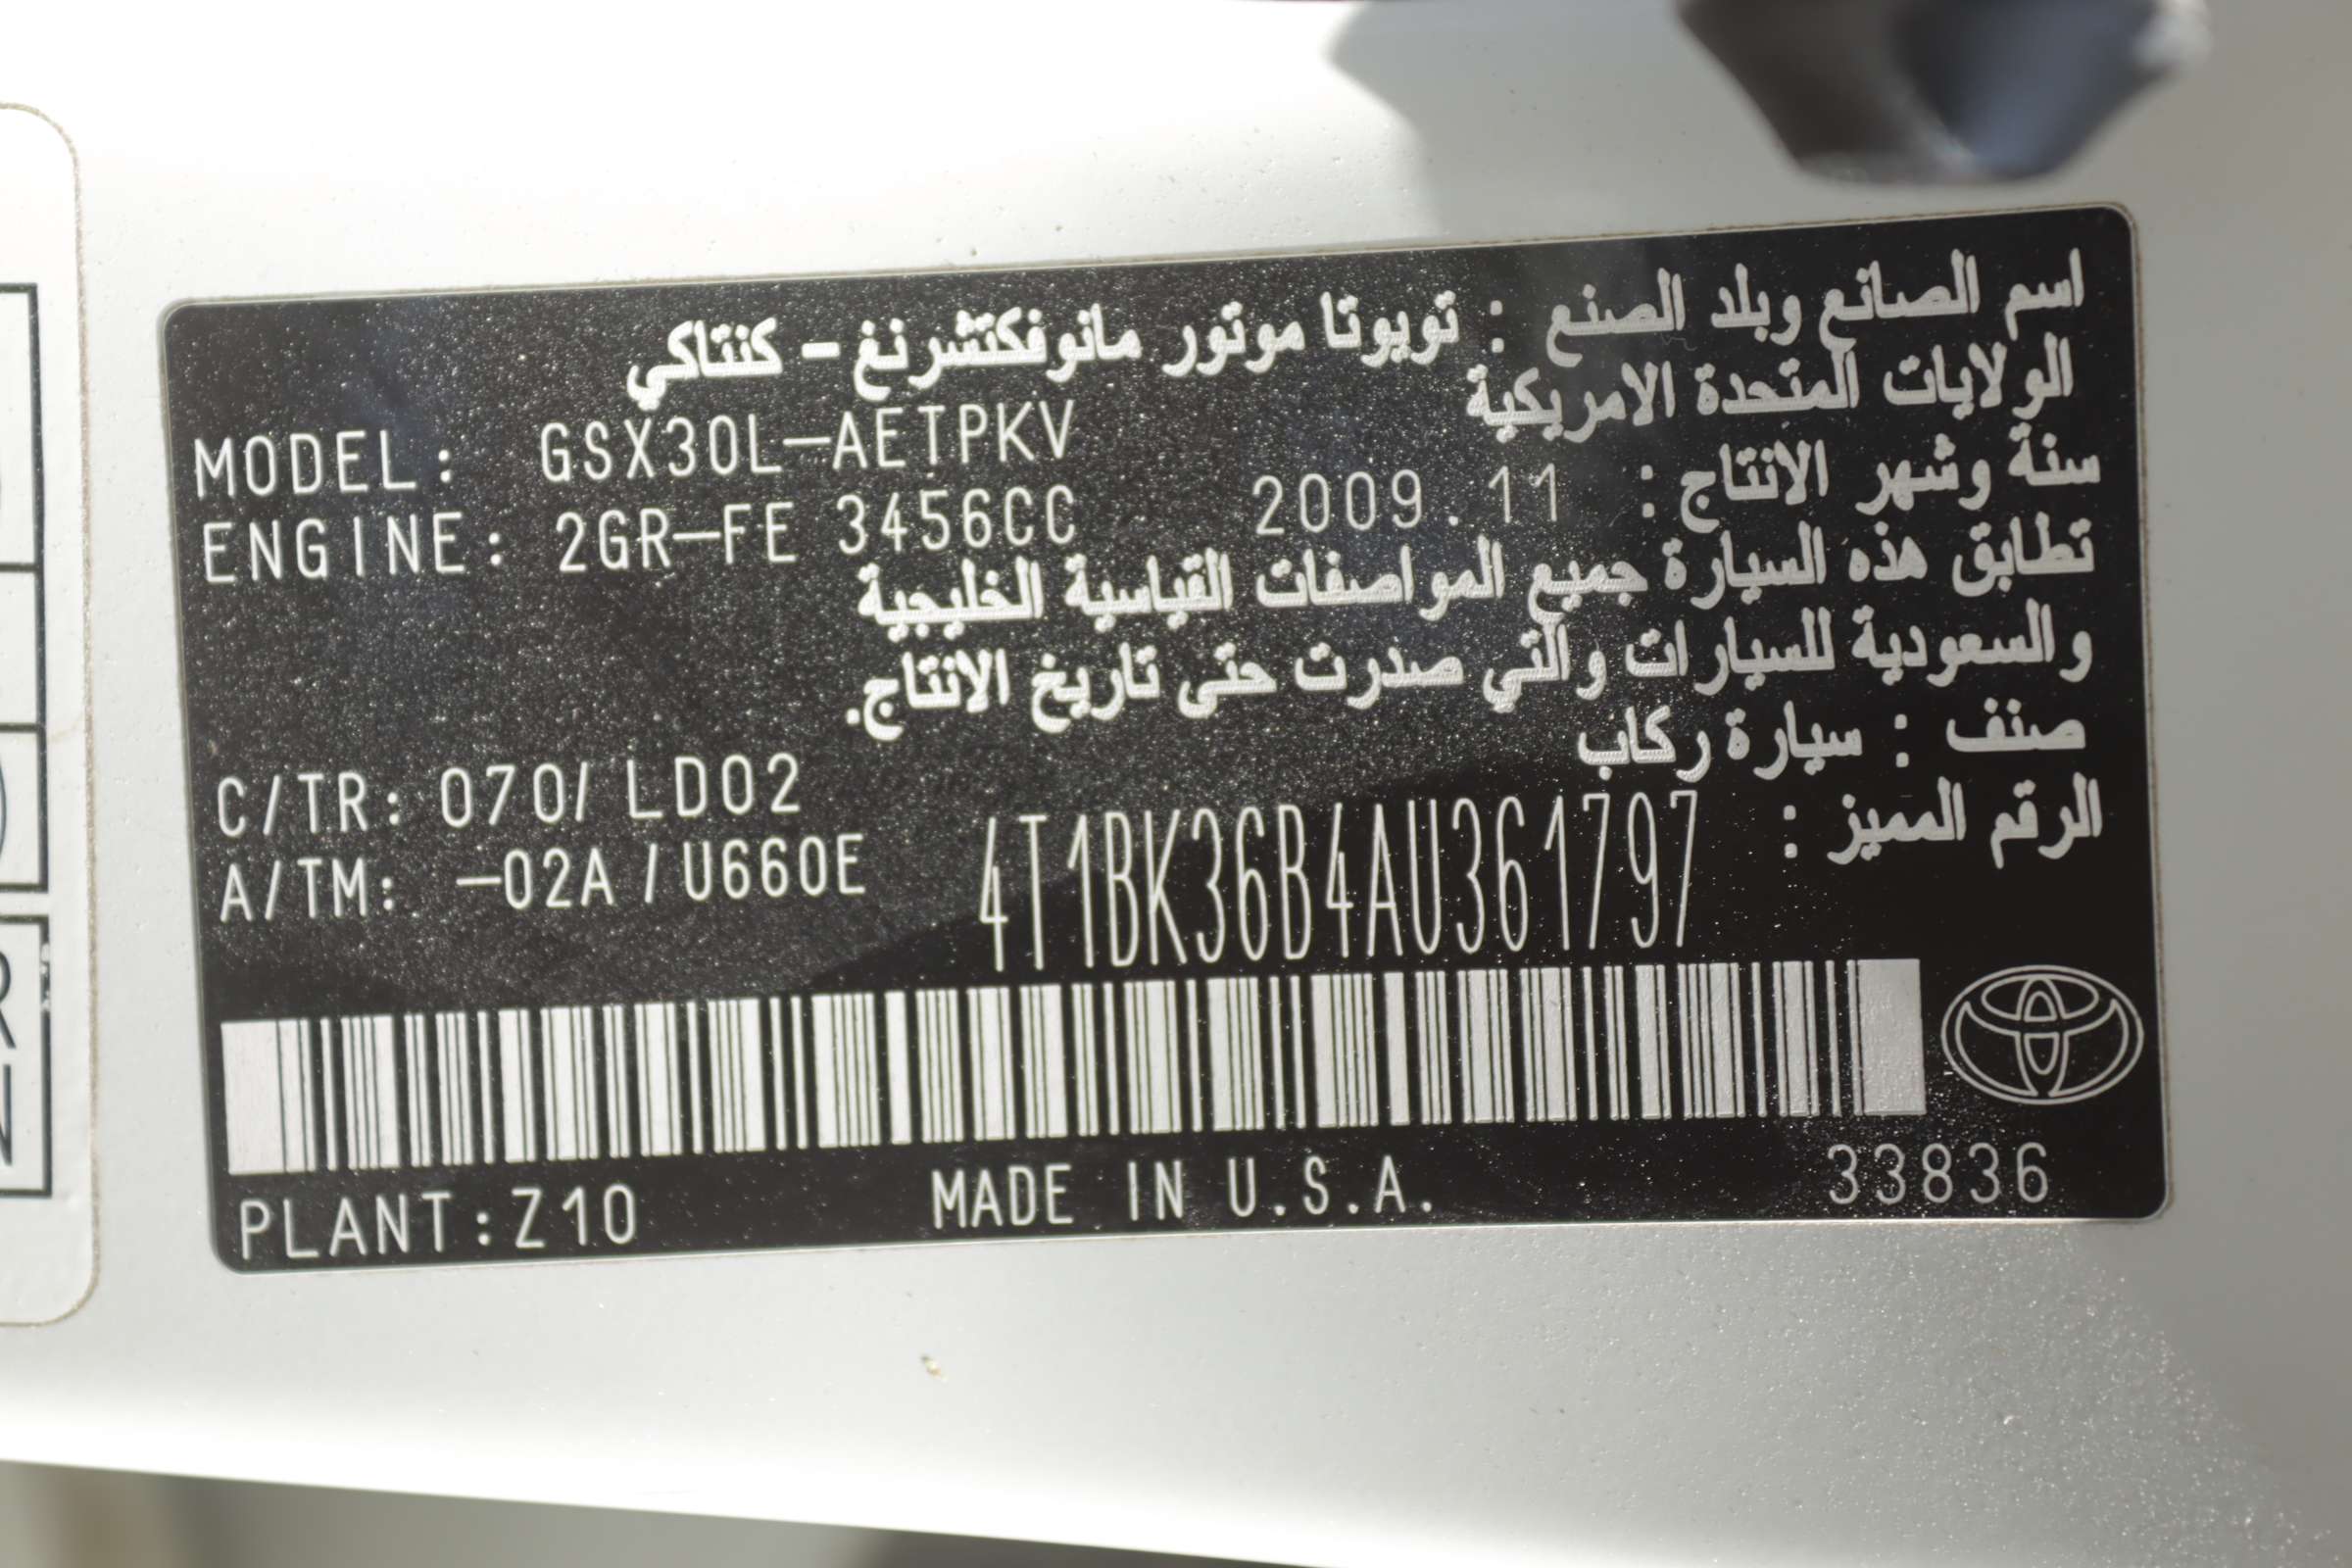 اسم الصانع وبلد الصنع : تويوتا موتور مانوفكتشرنغ - كنتاكي
الولايات المتحدة الامريكية
MODEL: GSX30L-AETPKV
سنة وشهر الانتاج : 2009.11
ENGINE: 2GR-FE 3456CC
تطابق هذه السيارة جميع المواصفات القياسية الخليجية
والسعودية للسيارات والتي صدرت حتى تاريخ الانتاج.
صنف : سيارة ركاب
C/TR: 070/ LD02
الرقم المميز : 4T1BK36B4AU361797
A/TM: -02A / U660E
PLANT:Z10 MADE IN U.S.A. 33836